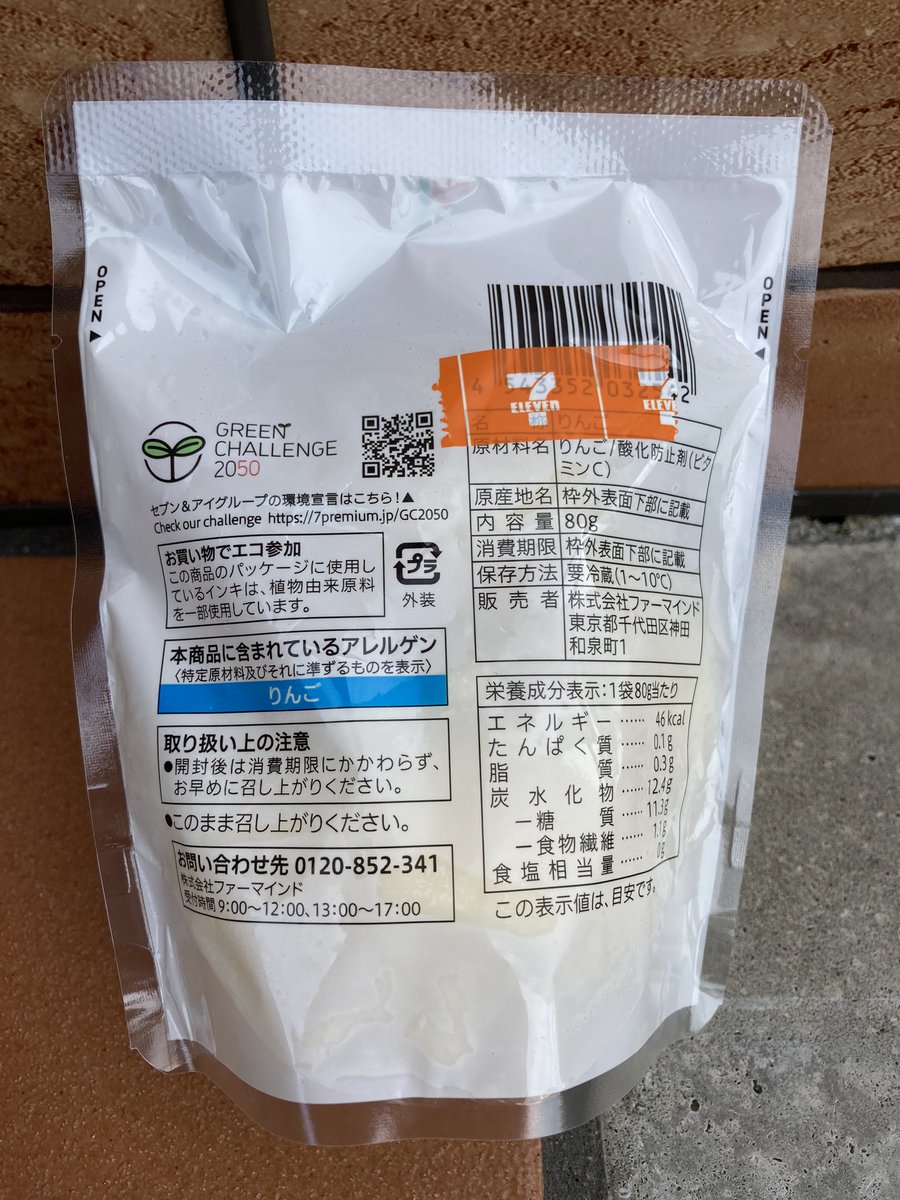 OPEN
OPEN
4 543352 032542
7
ELEVEN
7
ELEVEN
GREEN
CHALLENGE
2050
セブン&アイグループの環境宣言はこちら!▲
Check our challenge https://7premium.jp/GC2050
お買い物でエコ参加
この商品のパッケージに使用し
ているインキは、植物由来原料
を一部使用しています。
プラ
外装
本商品に含まれているアレルゲン
〈特定原材料及びそれに準ずるものを表示〉
りんご
取り扱い上の注意
●開封後は消費期限にかかわらず、
お早めに召し上がりください。
●このまま召し上がりください。
お問い合わせ先 0120-852-341
株式会社ファーマインド
受付時間 9:00〜12:00、13:00〜17:00
名称 りんご
原材料名 りんご/酸化防止剤(ビタ
ミンC)
原産地名 枠外表面下部に記載
内容量 80g
消費期限 枠外表面下部に記載
保存方法 要冷蔵(1〜10℃)
販売者 株式会社ファーマインド
東京都千代田区神田
和泉町1
栄養成分表示:1袋80g当たり
エネルギー…… 46kcal
たんぱく質…… 0.1g
脂質…… 0.3g
炭水化物…… 12.4g
ー糖質…… 11.3g
ー食物繊維…… 1.1g
食塩相当量…… 0g
この表示値は、目安です。